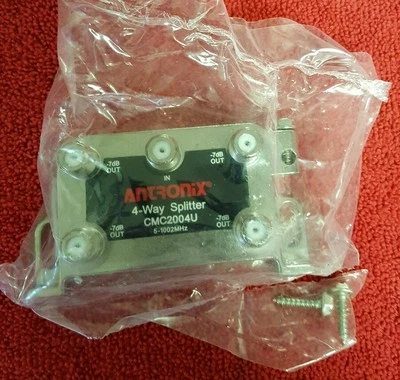 -7dB
OUT
IN
-7dB
OUT
ANTRONIX®
4-Way Splitter
CMC2004U
5-1002MHz
-7dB
OUT
-7dB
OUT